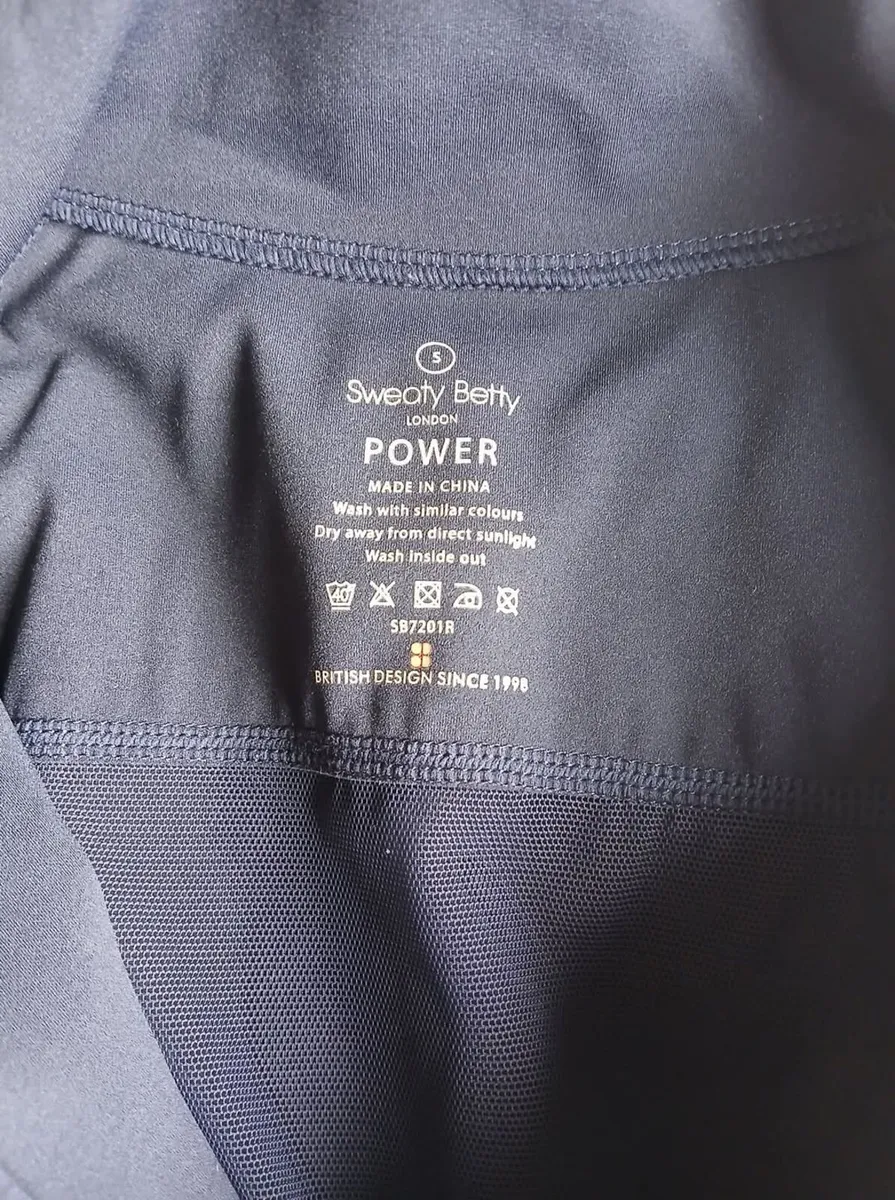 S
Sweaty Betty
LONDON
POWER
MADE IN CHINA
Wash with similar colours
Dry away from direct sunlight
Wash inside out
40
SB7201R
BRITISH DESIGN SINCE 1998